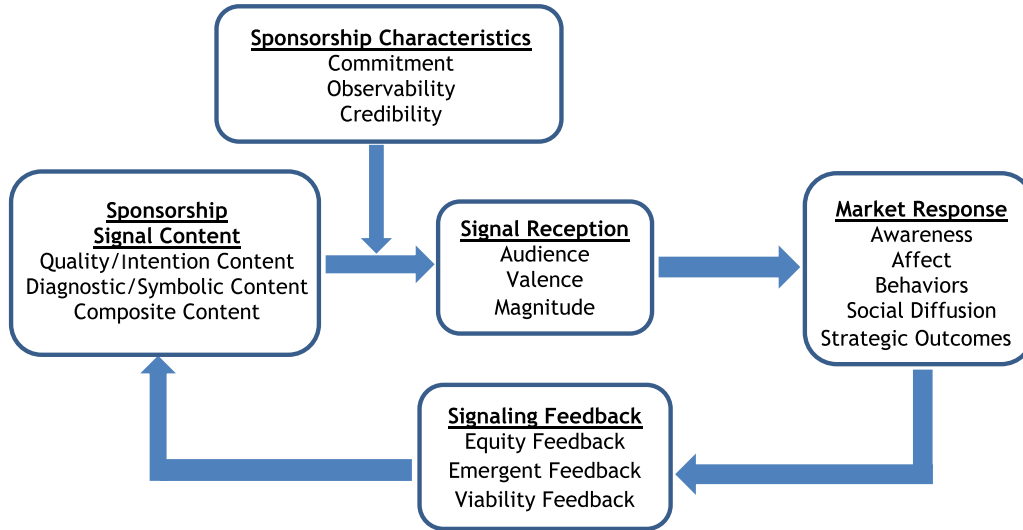 Sponsorship Characteristics
Commitment
Observability
Credibility
Sponsorship
Signal Content
Quality/Intention Content
Diagnostic/Symbolic Content
Composite Content
Signal Reception
Audience
Valence
Magnitude
Market Response
Awareness
Affect
Behaviors
Social Diffusion
Strategic Outcomes
Signaling Feedback
Equity Feedback
Emergent Feedback
Viability Feedback